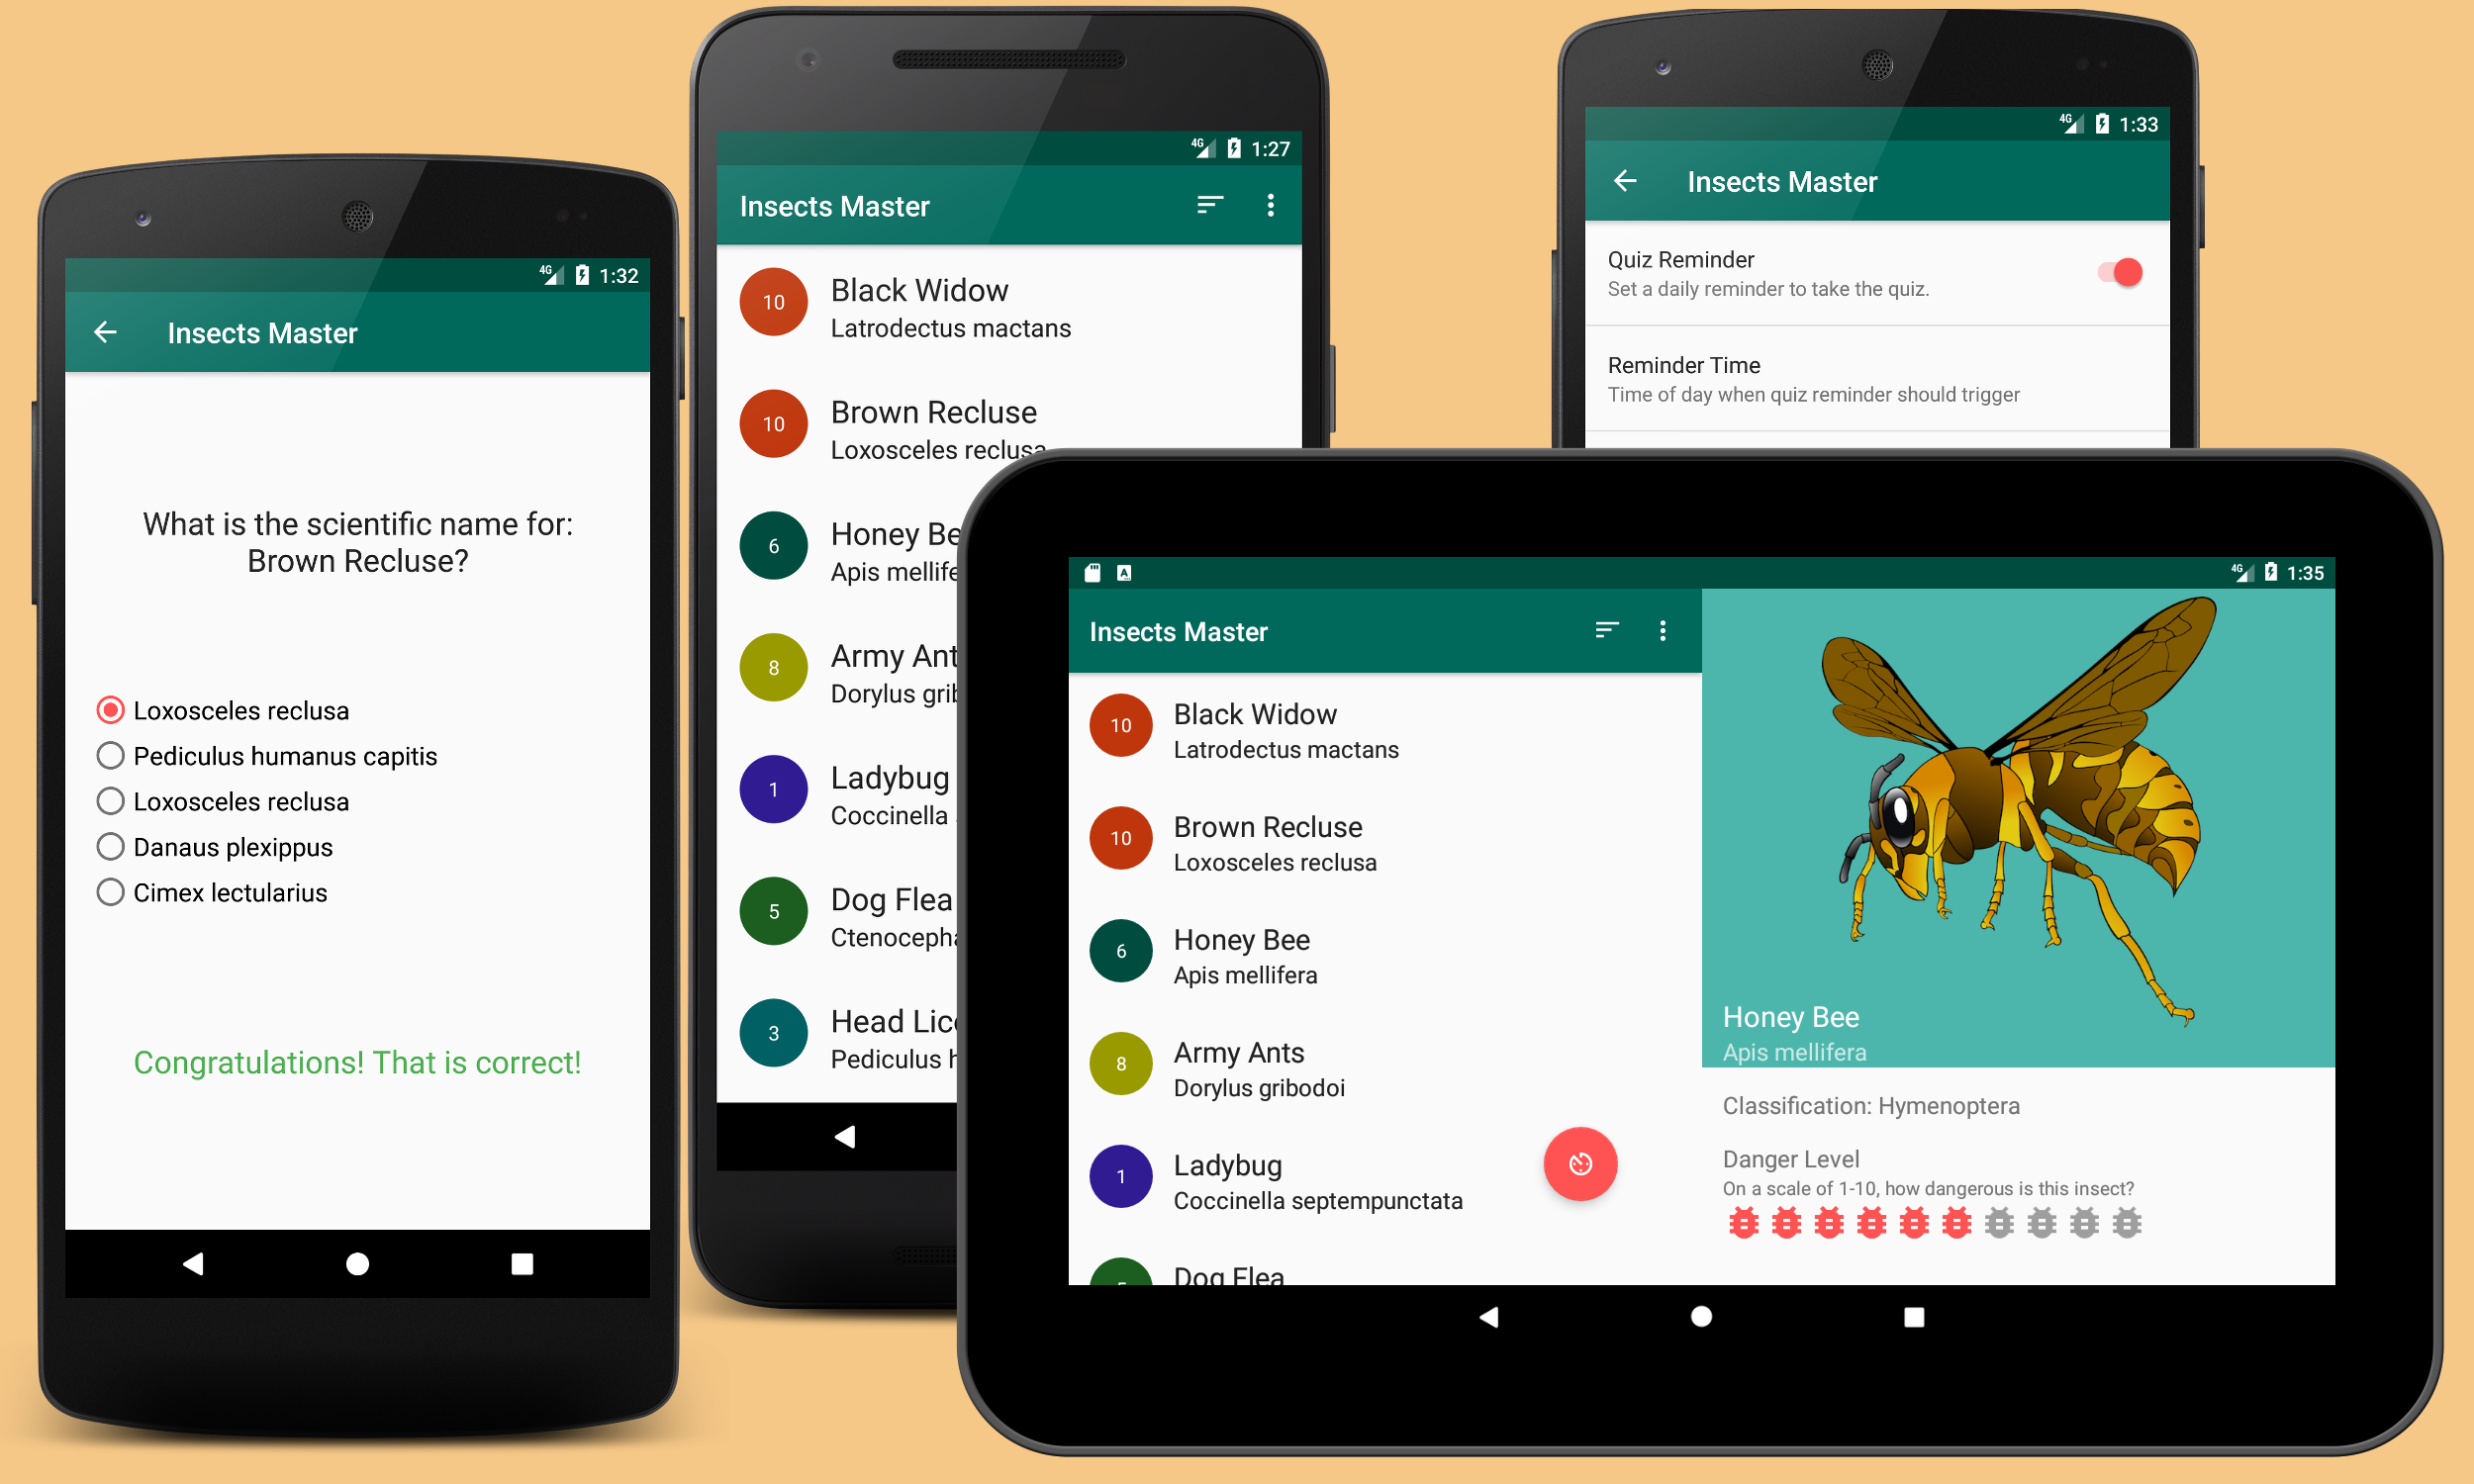 4G 1:32
Insects Master
What is the scientific name for:
Brown Recluse?
Loxosceles reclusa
Pediculus humanus capitis
Loxosceles reclusa
Danaus plexippus
Cimex lectularius
Congratulations! That is correct!
4G 1:27
Insects Master
10
Black Widow
Latrodectus mactans
10
Brown Recluse
Loxosceles reclusa
6
Honey
Apis
8
Army Ant
Dorylus
1
Ladybug
Coccinella
5
Dog Flea
3
Head
Pediculus
4G 1:33
Insects Master
Quiz Reminder
Set a daily reminder to take the quiz.
Reminder Time
Time of day when quiz reminder should trigger
A 4G 1:35
Insects Master
10
Black Widow
Latrodectus mactans
10
Brown Recluse
Loxosceles reclusa
6
Honey Bee
Apis mellifera
8
Army Ants
Dorylus gribodoi
1
Ladybug
Coccinella septempunctata
Dog Flea
Honey Bee
Apis mellifera
Classification: Hymenoptera
Danger Level
On a scale of 1-10, how dangerous is this insect?